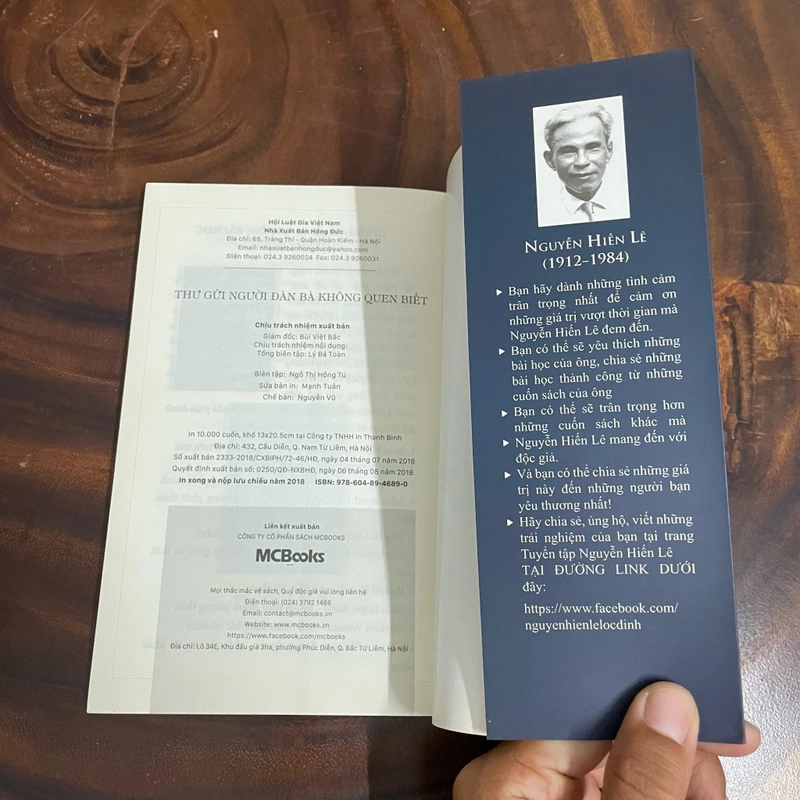 Hội Luật Gia Việt Nam
Nhà Xuất Bản Hồng Đức
Địa chỉ: 65, Tràng Thi - Quận Hoàn Kiếm - Hà Nội
Email: nhaxuatbanhongduc@yahoo.com
Điện thoại: 024.3 9260024 Fax: 024.3 9260031
THƯ GỬI NGƯỜI ĐÀN BÀ KHÔNG QUEN BIẾT
Chịu trách nhiệm xuất bản
Giám đốc: Bùi Việt Bắc
Chịu trách nhiệm nội dung:
Tổng biên tập: Lý Bá Toàn
Biên tập: Ngô Thị Hồng Tú
Sửa bản in: Mạnh Tuân
Chế bản: Nguyên Vũ
In 10.000 cuốn, khổ 13x20.5cm tại Công ty TNHH In Thanh Bình
Địa chỉ: 432, Cầu Diễn, Q. Nam Từ Liêm, Hà Nội
Số xuất bản 2333-2018/CXBIPH/72-46/HĐ, ngày 04 tháng 07 năm 2018
Quyết định xuất bản số: 0250/QĐ-NXBHĐ, ngày 06 tháng 08 năm 2018
In xong và nộp lưu chiểu năm 2018 ISBN: 978-604-89-4689-0
Liên kết xuất bản
CÔNG TY CỔ PHẦN SÁCH MCBOOKS
MCBooks
Mọi thắc mắc về sách, Quý độc giả vui lòng liên hệ
Điện thoại: (024) 3792 1466
Email: contact@mcbooks.vn
Website: www.mcbooks.vn
https://www.facebook.com/mcbooks
Địa chỉ: Lô 34E, Khu đấu giá 3ha, phường Phúc Diễn, Q. Bắc Từ Liêm, Hà Nội
NGUYỄN HIẾN LÊ
(1912-1984)
▶ Bạn hãy dành những tình cảm
trân trọng nhất để cảm ơn
những giá trị vượt thời gian mà
Nguyễn Hiến Lê đem đến.
▶ Bạn có thể sẽ yêu thích những
bài học của ông, chia sẻ những
bài học thành công từ những
cuốn sách của ông
▶ Bạn có thể sẽ trân trọng hơn
những cuốn sách khác mà
▶ Nguyễn Hiến Lê mang đến với
độc giả.
▶ Và bạn có thể chia sẻ những giá
trị này đến những người bạn
yêu thương nhất!
▶ Hãy chia sẻ, ủng hộ, viết những
trải nghiệm của bạn tại trang
Tuyển tập Nguyễn Hiến Lê
TẠI ĐƯỜNG LINK DƯỚI
đây:
https://www.facebook.com/
nguyenhienlelocdinh